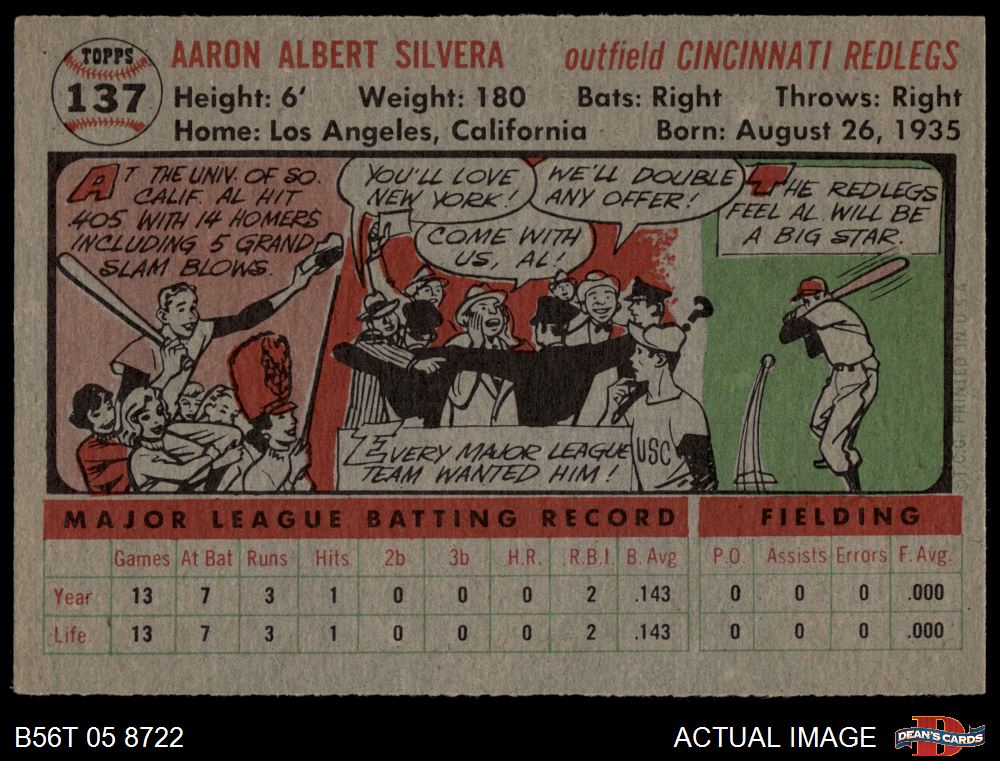 TOPPS
137
AARON ALBERT SILVERA
outfield CINCINNATI REDLEGS
Height: 6' Weight: 180 Bats: Right Throws: Right
Home: Los Angeles, California Born: August 26, 1935
AT THE UNIV. OF SO.
CALIF. AL HIT
.405 WITH 14 HOMERS
INCLUDING 5 GRAND
SLAM BLOWS.
YOU'LL LOVE
NEW YORK!
WE'LL DOUBLE
ANY OFFER!
COME WITH
US, AL!
?
USC
EVERY MAJOR LEAGUE
TEAM WANTED HIM!
THE REDLEGS
FEEL AL WILL BE
A BIG STAR.
©T.C.G. PRINTED IN U.S.A.
MAJOR LEAGUE BATTING RECORD FIELDING
Games At Bat Runs Hits 2b 3b H.R. R.B.I. B. Avg P.O. Assists Errors F. Avg.
Year 13 7 3 1 0 0 0 2 .143 0 0 0 .000
Life 13 7 3 1 0 0 0 2 .143 0 0 0 .000
B56T 05 8722
ACTUAL IMAGE
D
DEAN'S CARDS